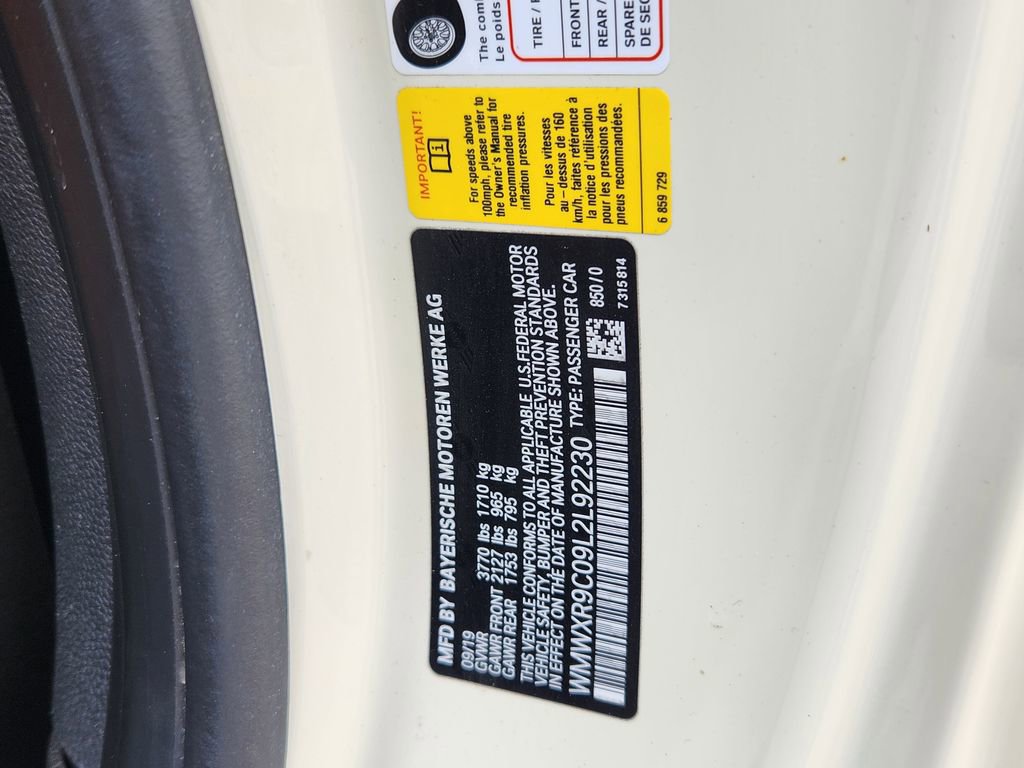 The
Le poids
TIRE /
FRONT
REAR /
SPARE
DE
IMPORTANT!
i
For speeds above
100mph, please refer to
the Owner's Manual for
recommended tire
inflation pressures.
Pour les vitesses
au - dessus de 160
km/h, faites référence à
la notice d'utilisation
pour les pressions des
pneus recommandées.
6 859 729
MFD BY BAYERISCHE MOTOREN WERKE AG
09/19
GVWR 3770 lbs 1710 kg
GAWR FRONT 2127 lbs 965 kg
GAWR REAR 1753 lbs 795 kg
THIS VEHICLE CONFORMS TO ALL APPLICABLE U.S.FEDERAL MOTOR
VEHICLE SAFETY, BUMPER AND THEFT PREVENTION STANDARDS
IN EFFECT ON THE DATE OF MANUFACTURE SHOWN ABOVE.
WMWXR9C09L2L92230 TYPE: PASSENGER CAR
850 / 0
7 315 814